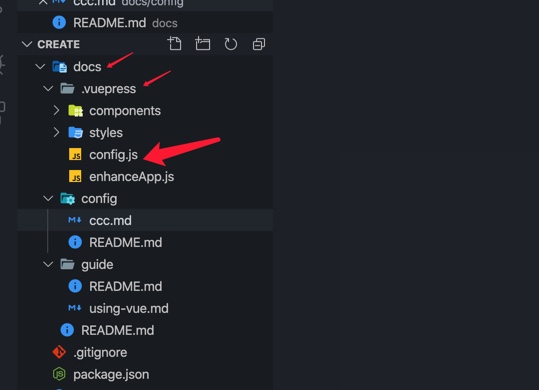 ccc.md docs/config
README.md docs
CREATE
docs
.vuepress
components
styles
JS config.js
JS enhanceApp.js
config
ccc.md
README.md
guide
README.md
using-vue.md
README.md
.gitignore
package.json